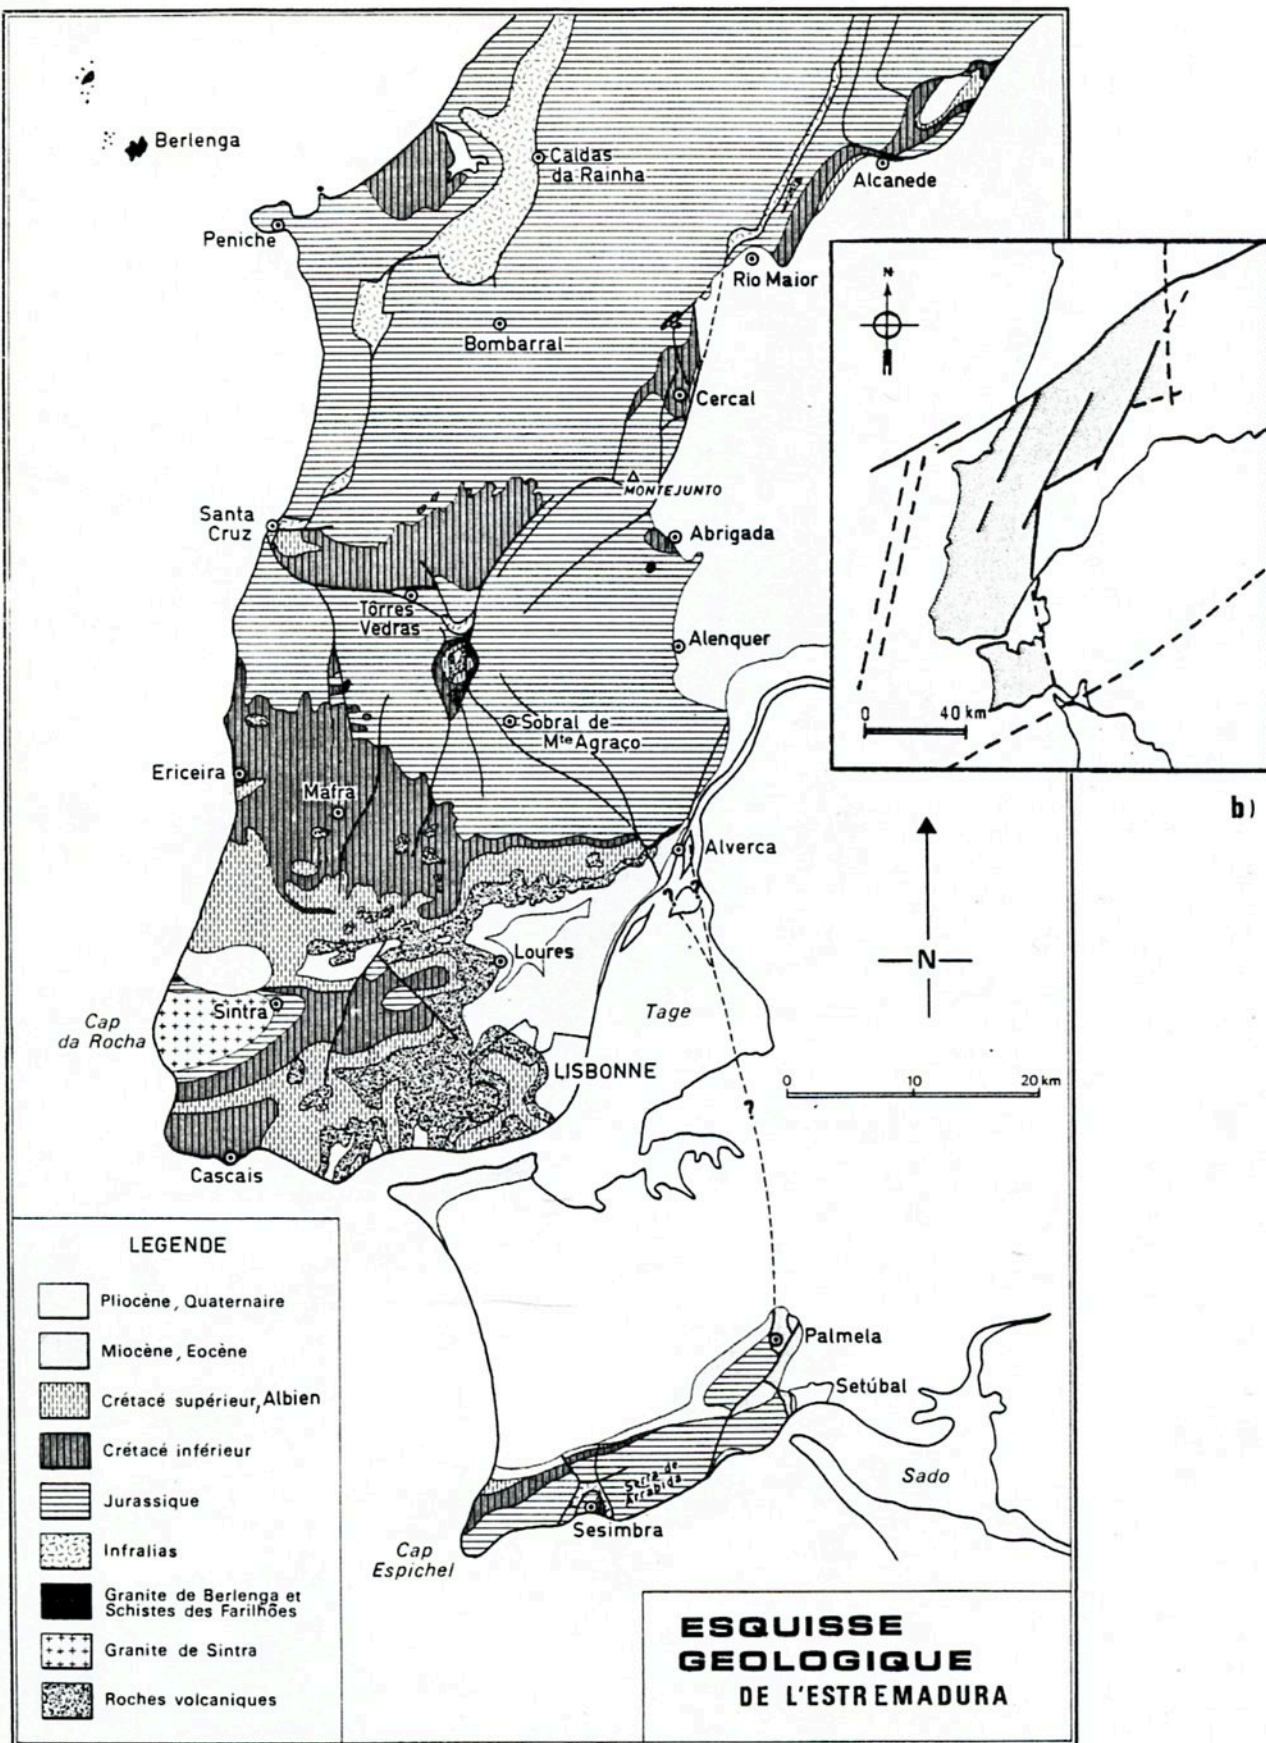 Berlenga
Caldas
da Rainha
Alcanede
Peniche
Rio Maior
Bombarral
Cercal
MONTEJUNTO
Santa
Cruz
Abrigada
Tôrres
Vedras
Alenquer
Sobral de
Mte Agraço
Ericeira
Mafra
Alverca
N
0 40 km
b)
? ?
Loures
N
Sintra
Cap
da Rocha
Tage
LISBONNE
0 10 20 km
?
Cascais
LEGENDE
Pliocène, Quaternaire
Miocène, Eocène
Crétacé supérieur, Albien
Crétacé inférieur
Jurassique
Infralias
Granite de Berlenga et
Schistes des Farilhões
Granite de Sintra
Roches volcaniques
Palmela
Setúbal
Serra de
Arrabida
Sado
Sesimbra
Cap
Espichel
ESQUISSE
GEOLOGIQUE
DE L'ESTREMADURA